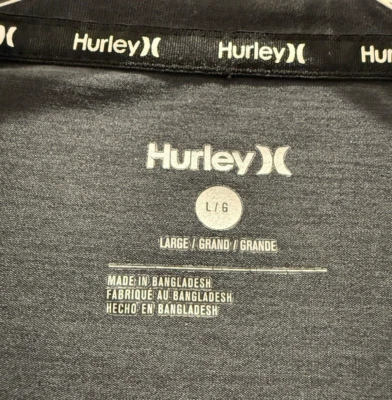 Hurley Hurley Hurley
Hurley
L/G
LARGE / GRAND / GRANDE
MADE IN BANGLADESH
FABRIQUÉ AU BANGLADESH
HECHO EN BANGLADESH